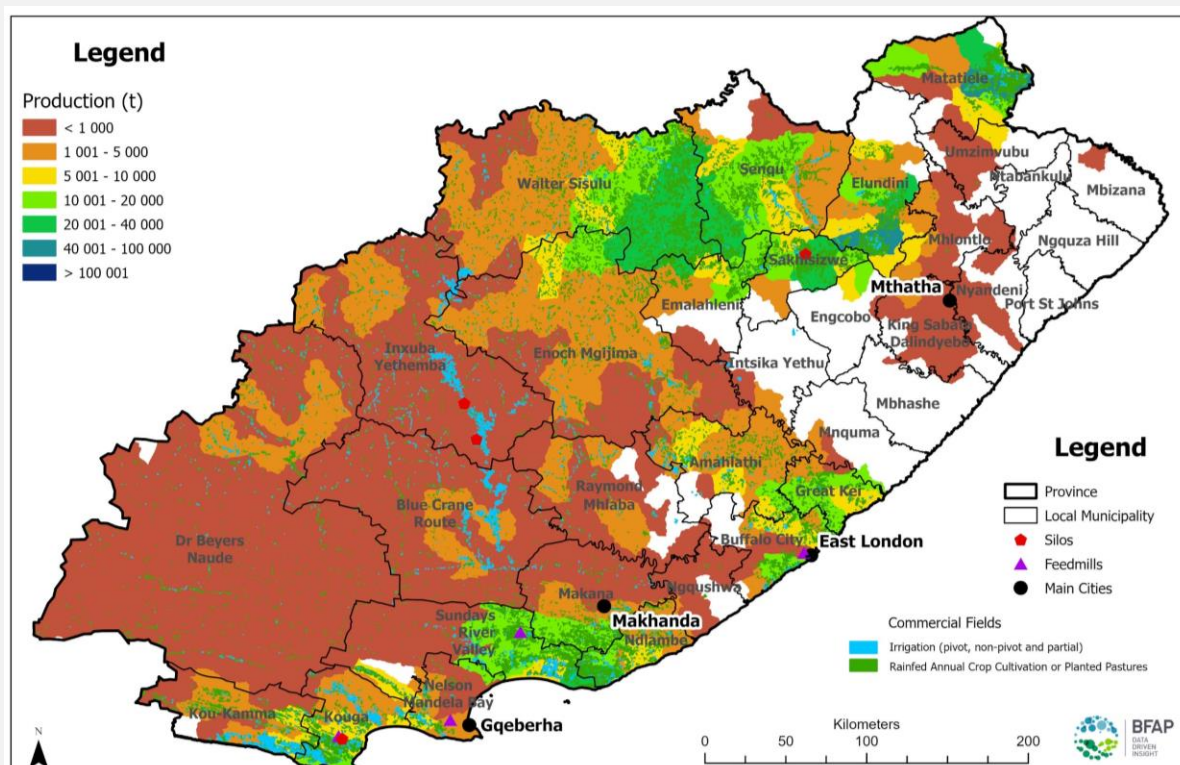 Legend
Production (t)
< 1 000
1 001 - 5 000
5 001 - 10 000
10 001 - 20 000
20 001 - 40 000
40 001 - 100 000
> 100 001
Matatiele
Umzimvubu
Ntabankulu
Mbizana
Walter Sisulu
Senqu
Elundini
Mhlontlo
Ngquza Hill
Sakhisizwe
Mthatha
Nyandeni
Port St Johns
Emalahleni
Engcobo
King Sabata
Dalindyebo
Inxuba
Yethemba
Enoch Mgijima
Intsika Yethu
Mbhashe
Mnquma
Amahlathi
Raymond
Mhlaba
Great Kei
Blue Crane
Route
Dr Beyers
Naude
Buffalo City
East London
Ngqushwa
Makana
Makhanda
Sundays
River
Valley
Ndlambe
Nelson
Mandela Bay
Kou-Kamma
Kouga
Gqeberha
Legend
Province
Local Municipality
Silos
Feedmills
Main Cities
Commercial Fields
Irrigation (pivot, non-pivot and partial)
Rainfed Annual Crop Cultivation or Planted Pastures
Kilometers
0 50 100 200
N
BFAP
DATA
DRIVEN
INSIGHT